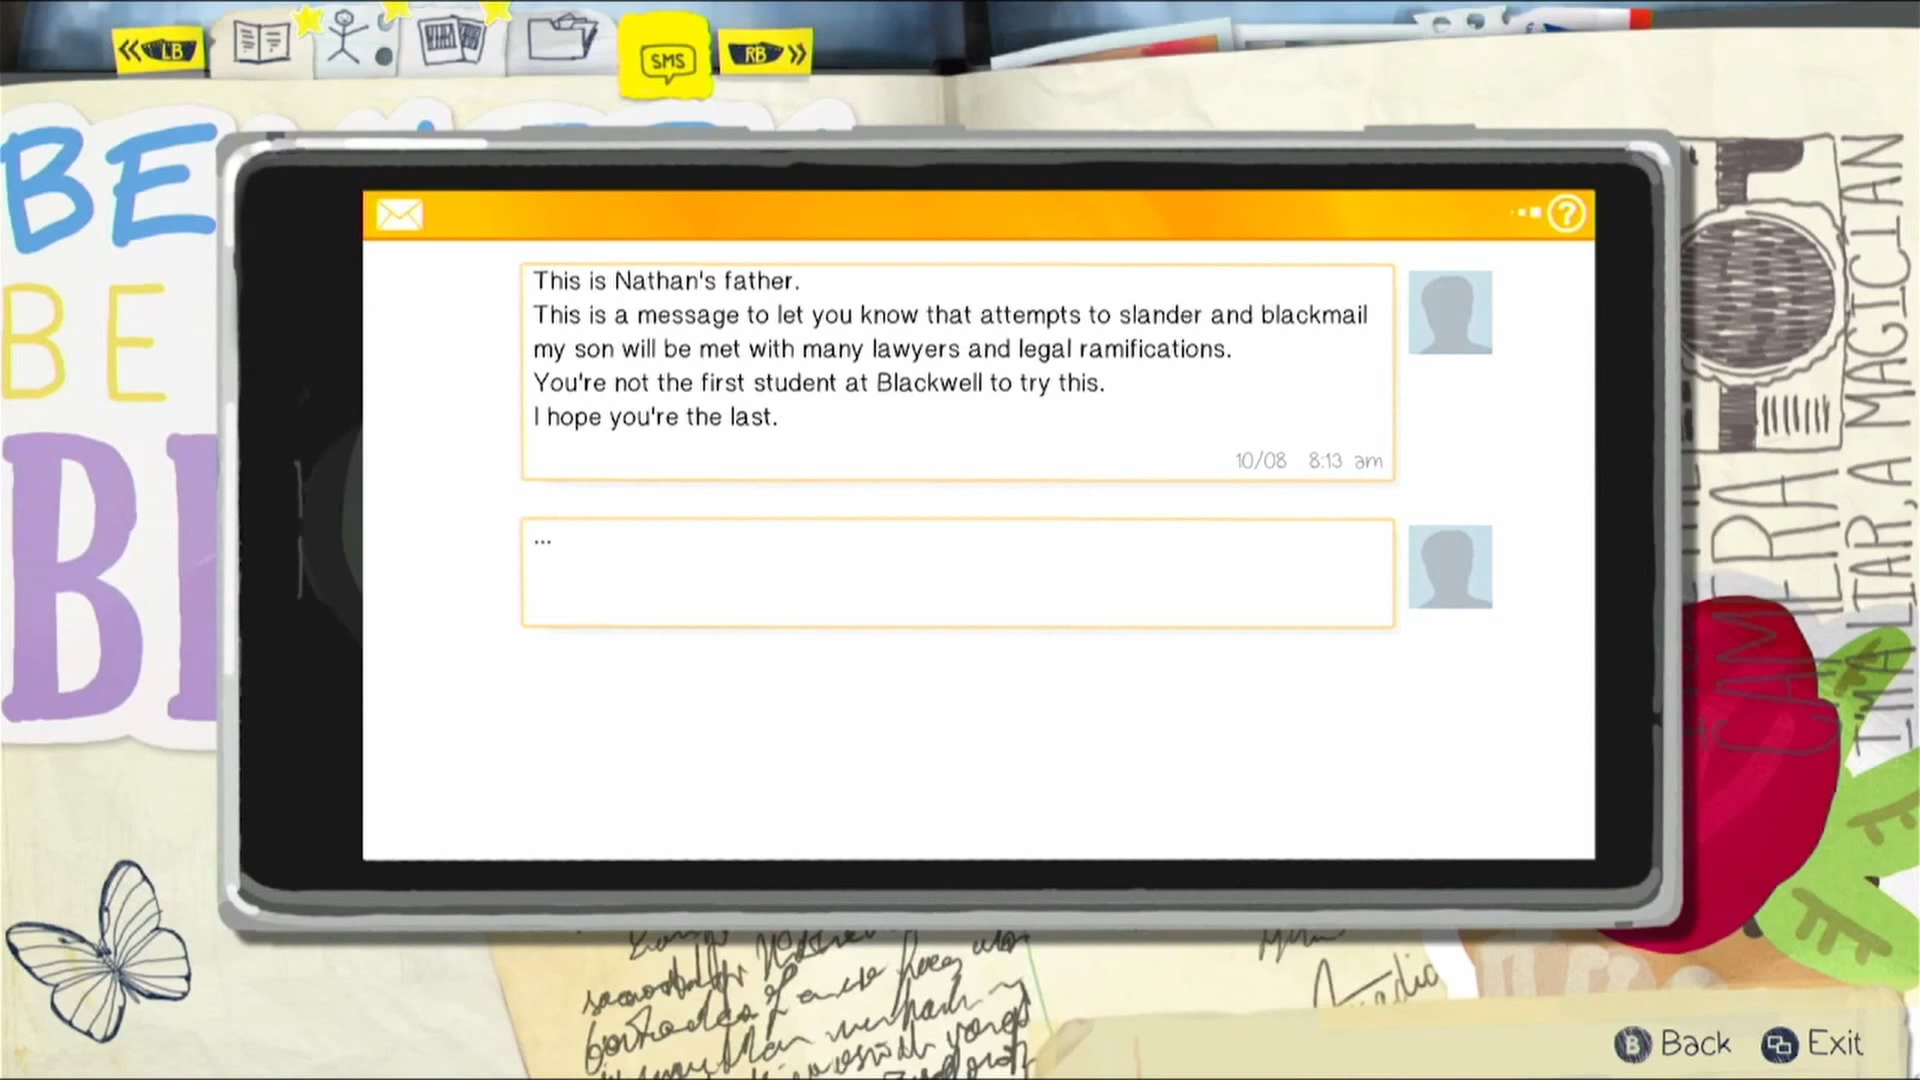 LB
SMS
RB
BE
BE
This is Nathan's father.
This is a message to let you know that attempts to slander and blackmail
my son will be met with many lawyers and legal ramifications.
You're not the first student at Blackwell to try this.
I hope you're the last.
10/08 8:13 am
...
?
CAMERA
I'M A LIAR, A MAGICIAN
B Back
Exit